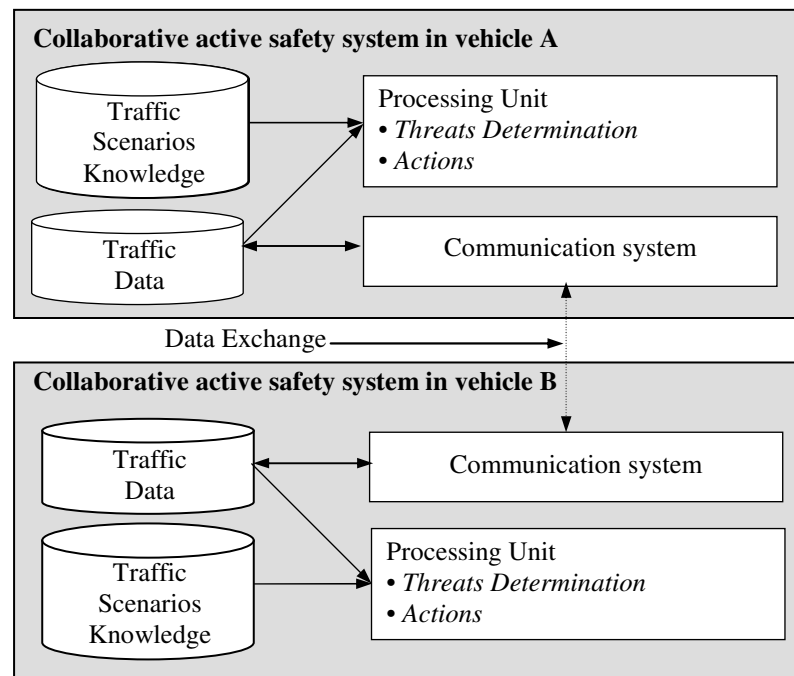 Collaborative active safety system in vehicle A
Traffic
Scenarios
Knowledge
Processing Unit
• Threats Determination
• Actions
Traffic
Data
Communication system
Data Exchange
Collaborative active safety system in vehicle B
Traffic
Data
Communication system
Traffic
Scenarios
Knowledge
Processing Unit
• Threats Determination
• Actions